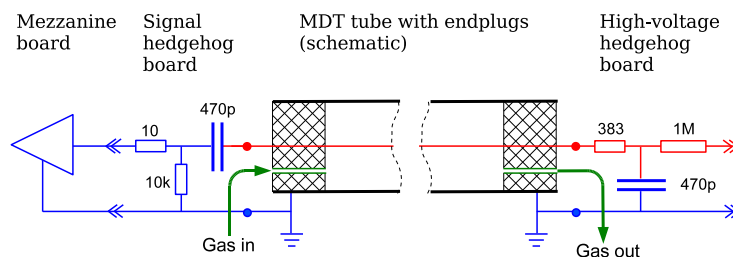 Mezzanine
board
Signal
hedgehog
board
MDT tube with endplugs
(schematic)
High-voltage
hedgehog
board
470p
10
10k
383
1M
470p
Gas in
Gas out